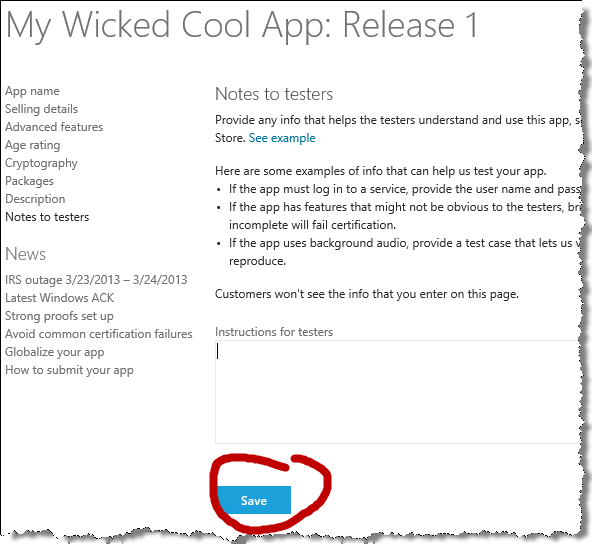 My Wicked Cool App: Release 1
App name
Selling details
Advanced features
Age rating
Cryptography
Packages
Description
Notes to testers
News
IRS outage 3/23/2013 – 3/24/2013
Latest Windows ACK
Strong proofs set up
Avoid common certification failures
Globalize your app
How to submit your app
Notes to testers
Provide any info that helps the testers understand and use this app, s
Store. See example
Here are some examples of info that can help us test your app.
• If the app must log in to a service, provide the user name and pas
• If the app has features that might not be obvious to the testers, br
incomplete will fail certification.
• If the app uses background audio, provide a test case that lets us v
reproduce.
Customers won't see the info that you enter on this page.
Instructions for testers
Save